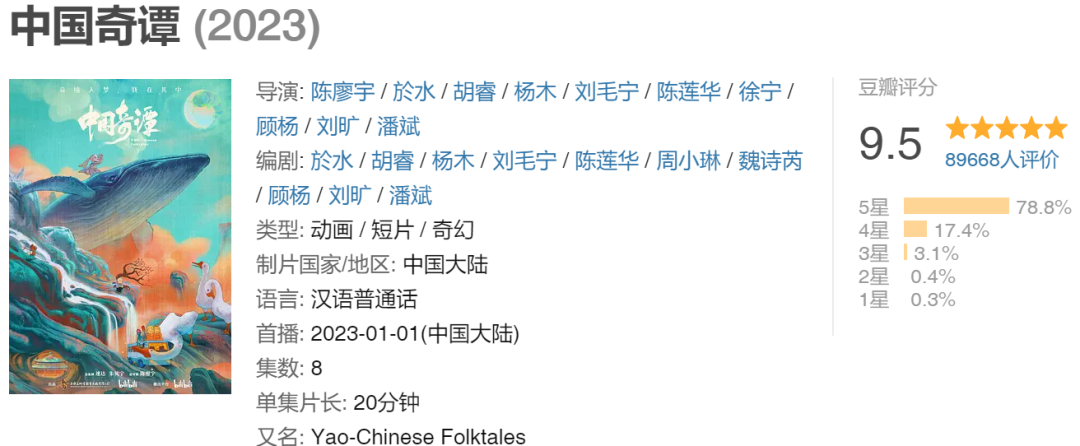 中国奇谭 (2023)
中国奇谭
导演: 陈廖宇 / 於水 / 胡睿 / 杨木 / 刘毛宁 / 陈莲华 / 徐宁 /
顾杨 / 刘旷 / 潘斌
编剧: 於水 / 胡睿 / 杨木 / 刘毛宁 / 陈莲华 / 周小琳 / 魏诗芮
/ 顾杨 / 刘旷 / 潘斌
类型: 动画 / 短片 / 奇幻
制片国家/地区: 中国大陆
语言: 汉语普通话
首播: 2023-01-01(中国大陆)
集数: 8
单集片长: 20分钟
又名: Yao-Chinese Folktales
豆瓣评分
9.5
89668人评价
5星 78.8%
4星 17.4%
3星 3.1%
2星 0.4%
1星 0.3%
bilibili
bilibili